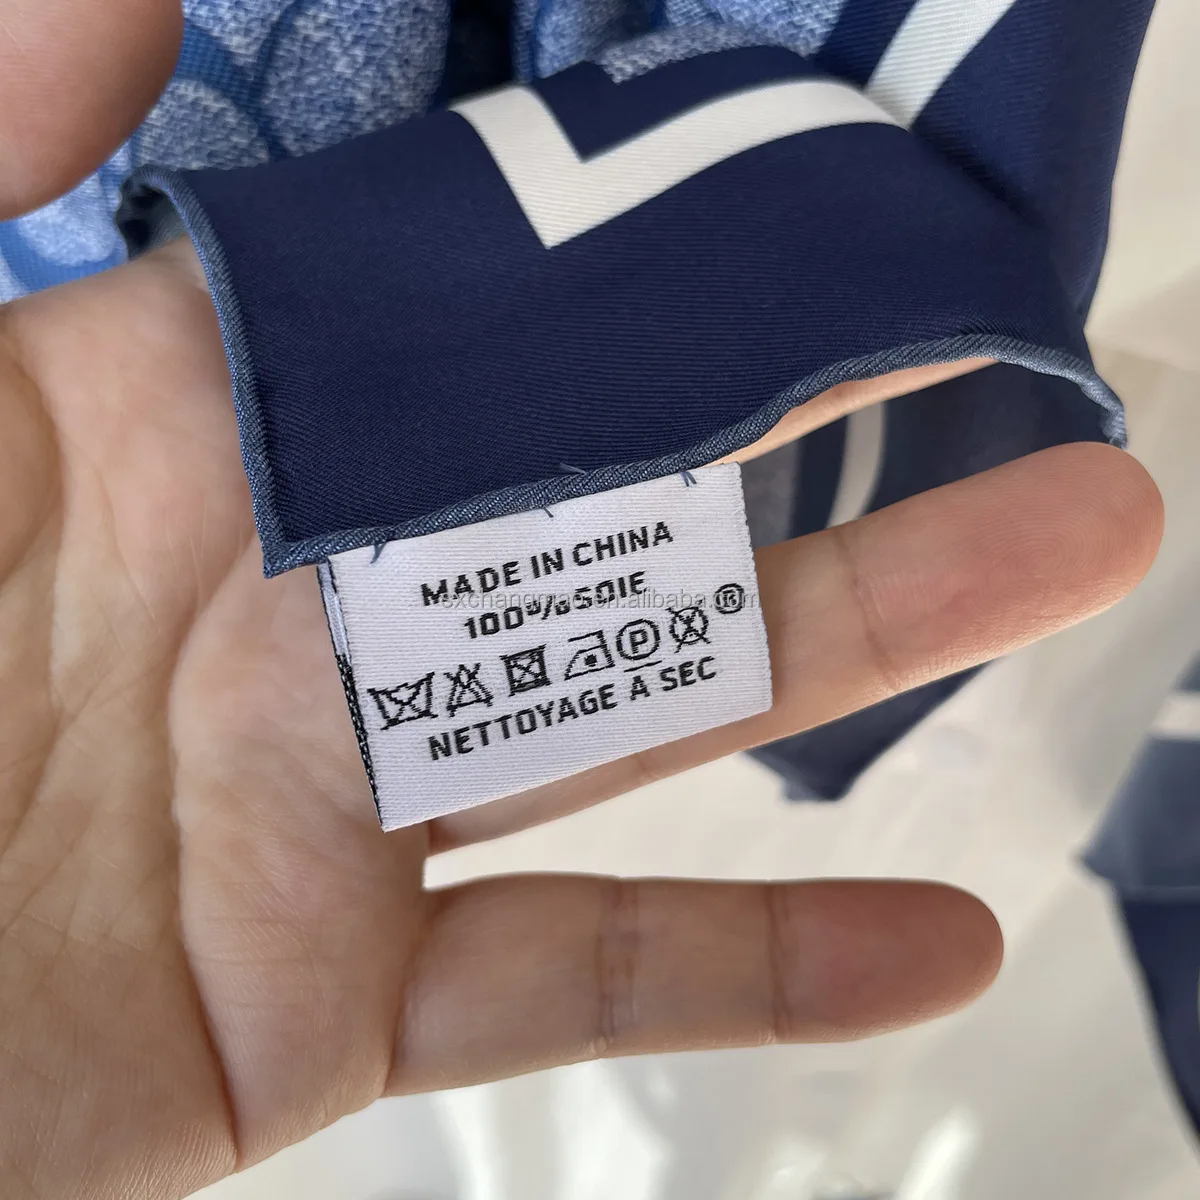 MADE IN CHINA
100% SOIE
P ®
NETTOYAGE A SEC